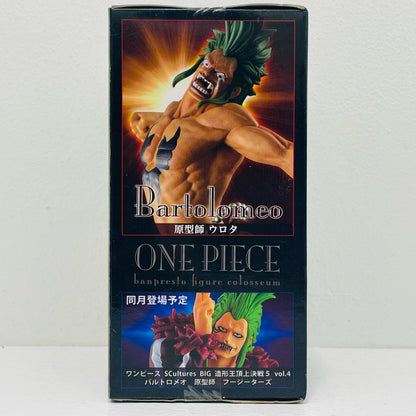 Bartolomeo
原型師 ウロタ
ONE PIECE
banpresto figure colosseum
同月登場予定
ワンピース SCultures BIG 造形王頂上決戦5 vol.4
バルトロメオ 原型師 フージーターズ